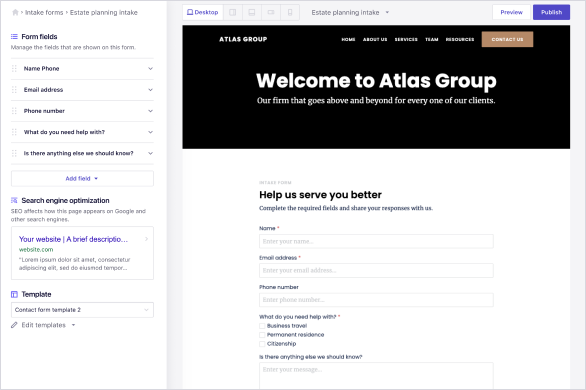 Intake forms > Estate planning intake
Form fields
Manage the fields that are shown on this form.
Name Phone
Email address
Phone number
What do you need help with?
Is there anything else we should know?
Add field
Search engine optimization
SEO affects how this page appears on Google and
other search engines.
Your website | A brief descriptio...
website.com
"Lorem ipsum dolor sit amet, consectetur
adipiscing elit, sed do eiusmod tempor...
Template
Contact form template 2
Edit templates
Desktop
Estate planning intake
Preview
Publish
ATLAS GROUP
HOME ABOUT US SERVICES TEAM RESOURCES CONTACT US
Welcome to Atlas Group
Our firm that goes above and beyond for every one of our clients.
INTAKE FORM
Help us serve you better
Complete the required fields and share your responses with us.
Name *
Enter your name...
Email address *
Enter your email address...
Phone number
Enter phone number...
What do you need help with? *
Business travel
Permanent residence
Citizenship
Is there anything else we should know?
Enter your message...